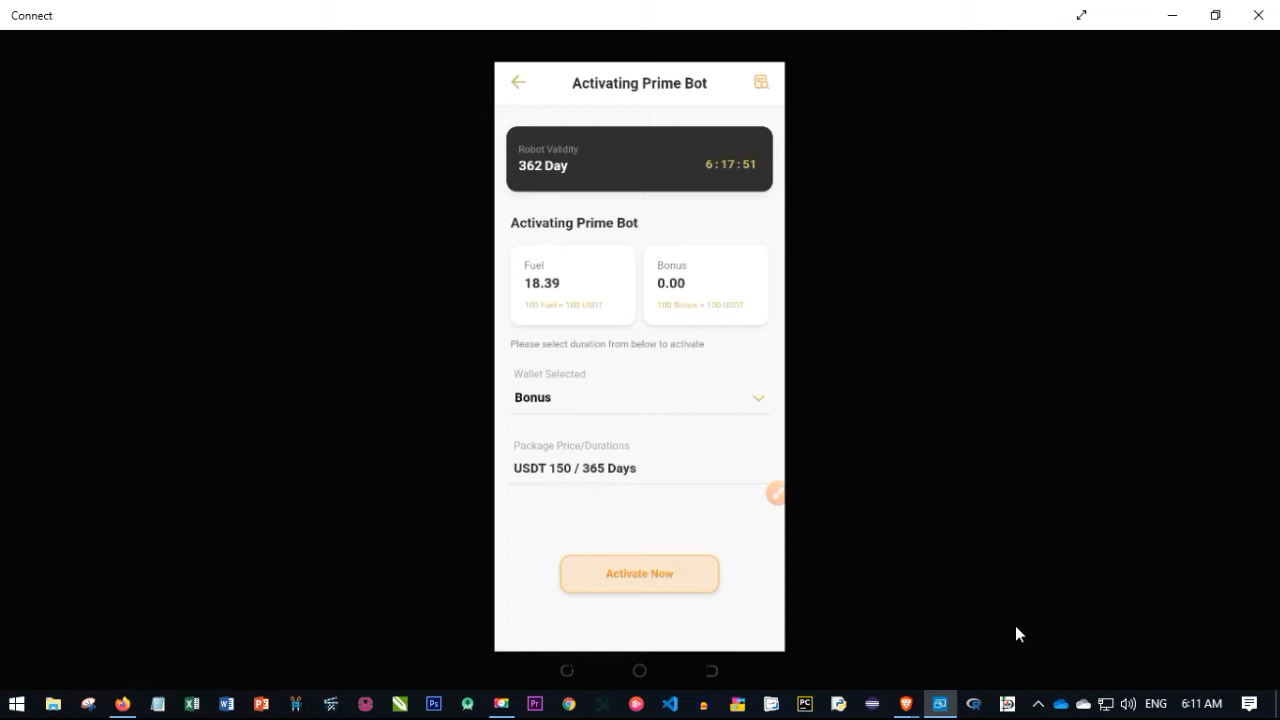 Connect
Activating Prime Bot
Robot Validity
362 Day
6 : 17 : 51
Activating Prime Bot
Fuel
18.39
100 Fuel = 100 USDT
Bonus
0.00
100 Bonus = 100 USDT
Please select duration from below to activate
Wallet Selected
Bonus
Package Price/Durations
USDT 150 / 365 Days
Activate Now
ENG
6:11 AM